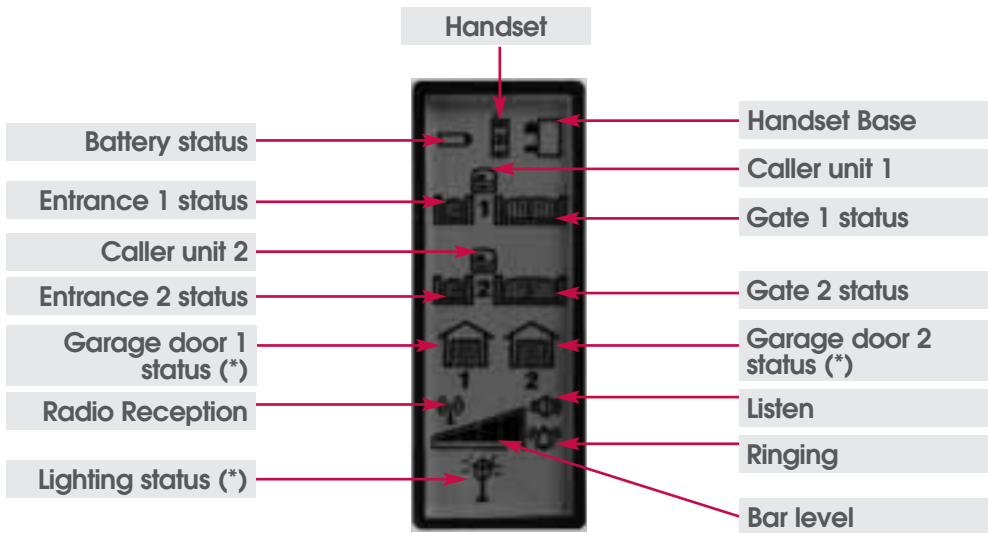 Handset
Battery status
Handset Base
Caller unit 1
Entrance 1 status
1
Gate 1 status
Caller unit 2
Entrance 2 status
2
Gate 2 status
Garage door 1
status (*)
Garage door 2
status (*)
1
2
Radio Reception
Listen
Ringing
Lighting status (*)
Bar level